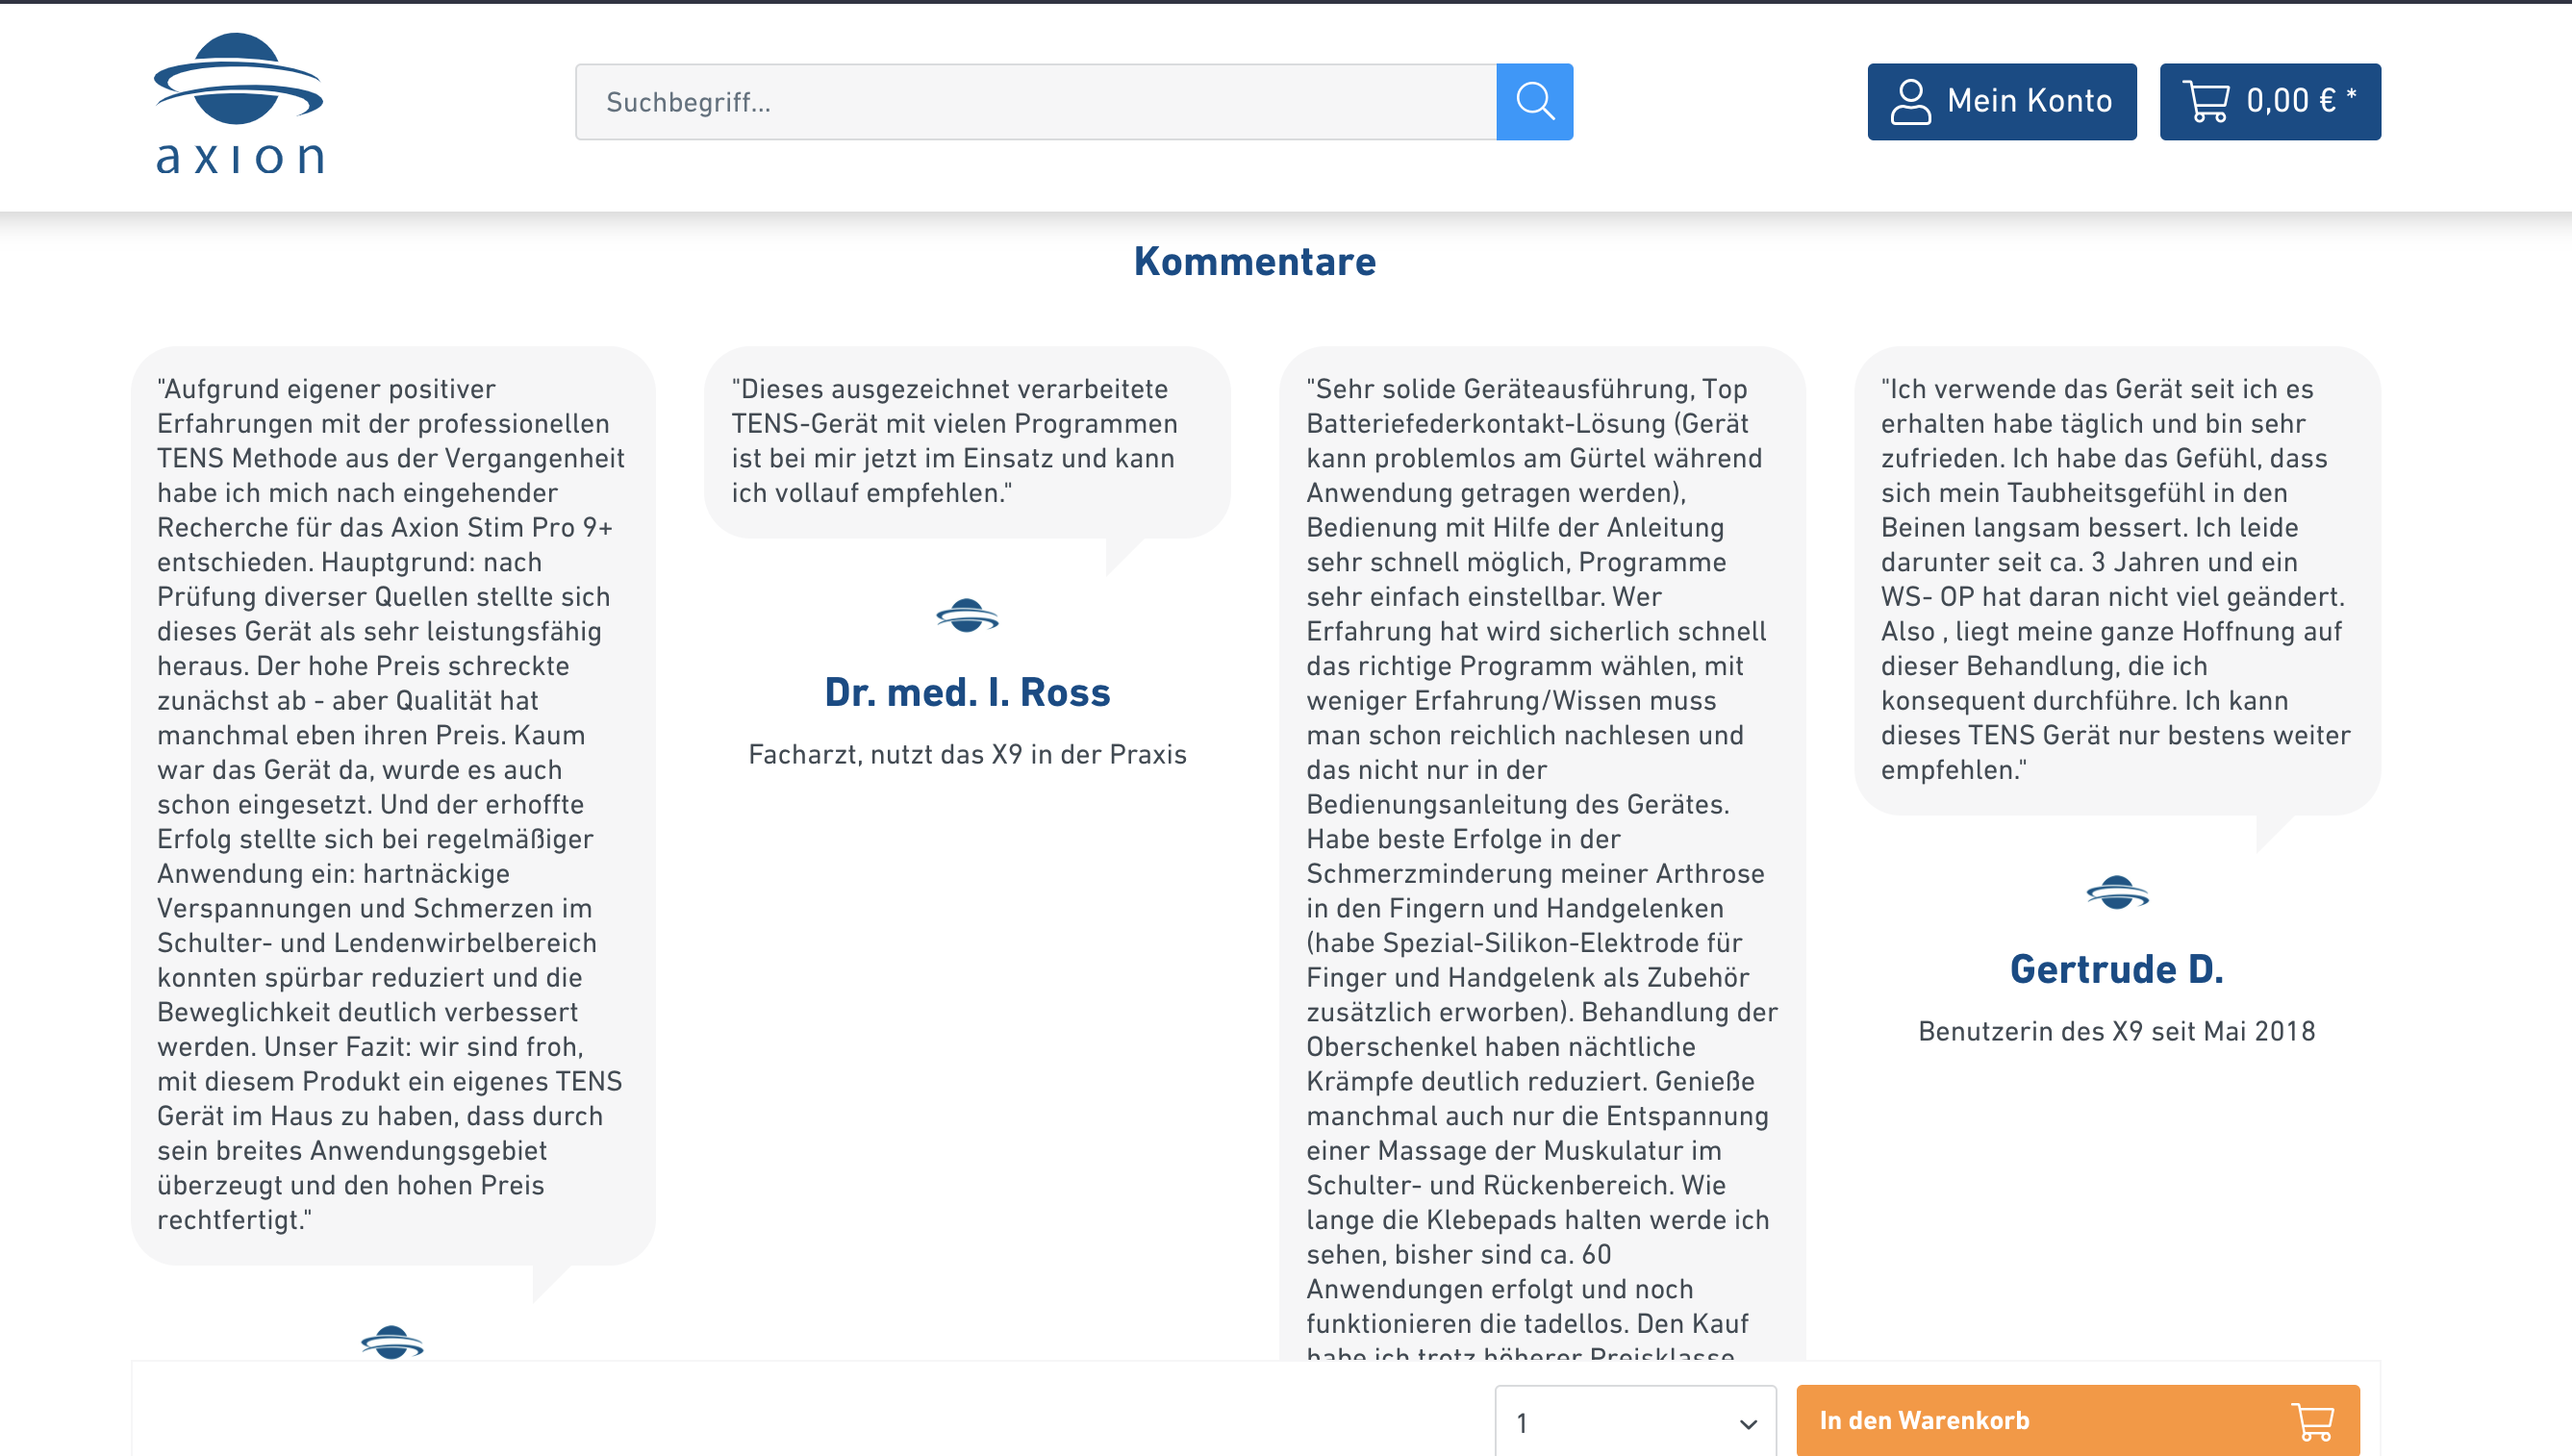 axion
Suchbegriff...
Mein Konto
0,00 € *
Kommentare
"Aufgrund eigener positiver
Erfahrungen mit der professionellen
TENS Methode aus der Vergangenheit
habe ich mich nach eingehender
Recherche für das Axion Stim Pro 9+
entschieden. Hauptgrund: nach
Prüfung diverser Quellen stellte sich
dieses Gerät als sehr leistungsfähig
heraus. Der hohe Preis schreckte
zunächst ab - aber Qualität hat
manchmal eben ihren Preis. Kaum
war das Gerät da, wurde es auch
schon eingesetzt. Und der erhoffte
Erfolg stellte sich bei regelmäßiger
Anwendung ein: hartnäckige
Verspannungen und Schmerzen im
Schulter- und Lendenwirbelbereich
konnten spürbar reduziert und die
Beweglichkeit deutlich verbessert
werden. Unser Fazit: wir sind froh,
mit diesem Produkt ein eigenes TENS
Gerät im Haus zu haben, dass durch
sein breites Anwendungsgebiet
überzeugt und den hohen Preis
rechtfertigt."
"Dieses ausgezeichnet verarbeitete
TENS-Gerät mit vielen Programmen
ist bei mir jetzt im Einsatz und kann
ich vollauf empfehlen."
Dr. med. I. Ross
Facharzt, nutzt das X9 in der Praxis
"Sehr solide Geräteausführung, Top
Batteriefederkontakt-Lösung (Gerät
kann problemlos am Gürtel während
Anwendung getragen werden),
Bedienung mit Hilfe der Anleitung
sehr schnell möglich, Programme
sehr einfach einstellbar. Wer
Erfahrung hat wird sicherlich schnell
das richtige Programm wählen, mit
weniger Erfahrung/Wissen muss
man schon reichlich nachlesen und
das nicht nur in der
Bedienungsanleitung des Gerätes.
Habe beste Erfolge in der
Schmerzminderung meiner Arthrose
in den Fingern und Handgelenken
(habe Spezial-Silikon-Elektrode für
Finger und Handgelenk als Zubehör
zusätzlich erworben). Behandlung der
Oberschenkel haben nächtliche
Krämpfe deutlich reduziert. Genieße
manchmal auch nur die Entspannung
einer Massage der Muskulatur im
Schulter- und Rückenbereich. Wie
lange die Klebepads halten werde ich
sehen, bisher sind ca. 60
Anwendungen erfolgt und noch
funktionieren die tadellos. Den Kauf
habe ich trotz höherer Preisklasse
"Ich verwende das Gerät seit ich es
erhalten habe täglich und bin sehr
zufrieden. Ich habe das Gefühl, dass
sich mein Taubheitsgefühl in den
Beinen langsam bessert. Ich leide
darunter seit ca. 3 Jahren und ein
WS- OP hat daran nicht viel geändert.
Also , liegt meine ganze Hoffnung auf
dieser Behandlung, die ich
konsequent durchführe. Ich kann
dieses TENS Gerät nur bestens weiter
empfehlen."
Gertrude D.
Benutzerin des X9 seit Mai 2018
1
In den Warenkorb